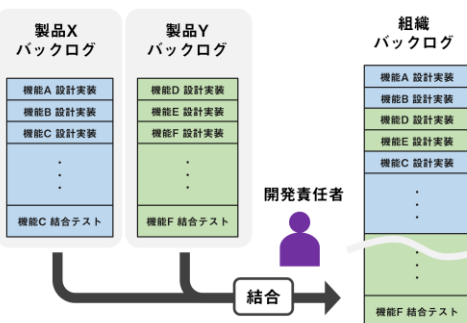 製品X
バックログ
機能A 設計実装
機能B 設計実装
機能C 設計実装
・
・
・
機能C 結合テスト
製品Y
バックログ
機能D 設計実装
機能E 設計実装
機能F 設計実装
・
・
・
機能F 結合テスト
開発責任者
結合
組織
バックログ
機能A 設計実装
機能B 設計実装
機能D 設計実装
機能E 設計実装
機能C 設計実装
・
・
・
・
・
・
機能F 結合テスト